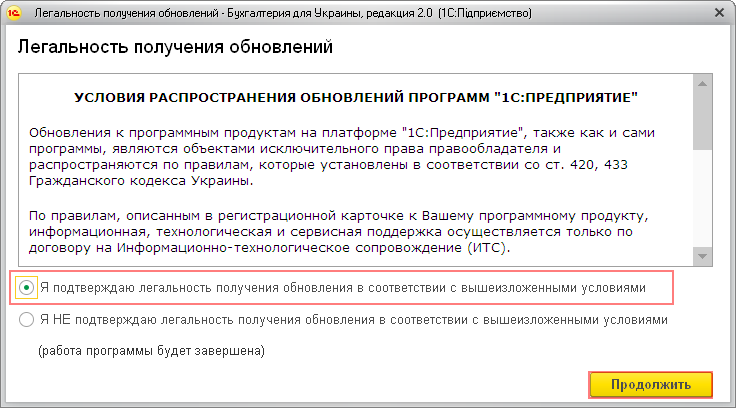 1С Легальность получения обновлений - Бухгалтерия для Украины, редакция 2.0 (1С:Підприємство)
Легальность получения обновлений
УСЛОВИЯ РАСПРОСТРАНЕНИЯ ОБНОВЛЕНИЙ ПРОГРАММ "1С:ПРЕДПРИЯТИЕ"
Обновления к программным продуктам на платформе "1С:Предприятие", также как и сами
программы, являются объектами исключительного права правообладателя и
распространяются по правилам, которые установлены в соответствии со ст. 420, 433
Гражданского кодекса Украины.
По правилам, описанным в регистрационной карточке к Вашему программному продукту,
информационная, технологическая и сервисная поддержка осуществляется только по
договору на Информационно-технологическое сопровождение (ИТС).
Я подтверждаю легальность получения обновления в соответствии с вышеизложенными условиями
Я НЕ подтверждаю легальность получения обновления в соответствии с вышеизложенными условиями
(работа программы будет завершена)
Продолжить